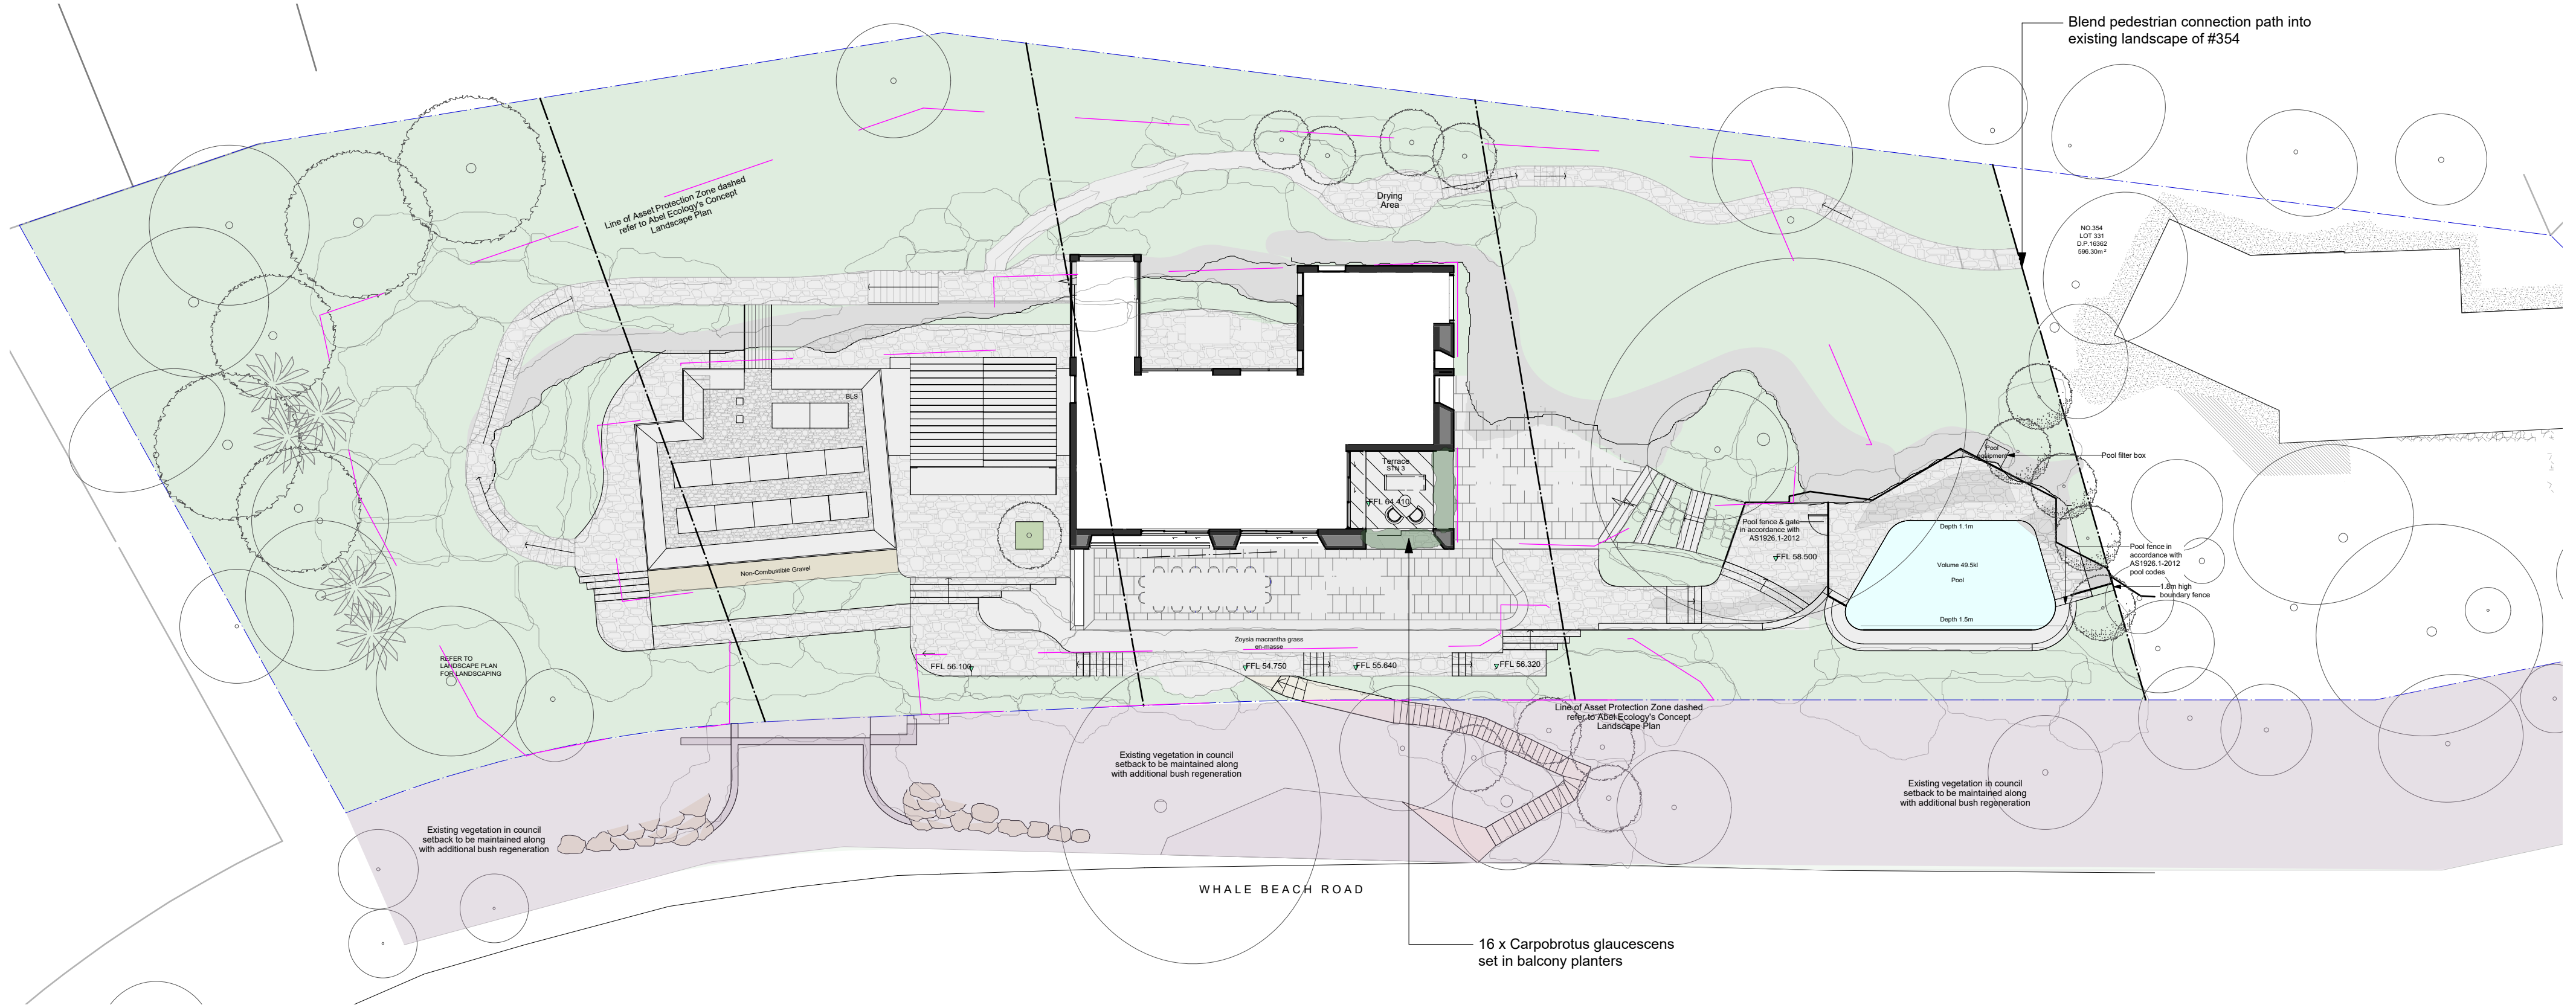 Blend pedestrian connection path into
existing landscape of #354
Line of Asset Protection Zone dashed
refer to Abel Ecology's Concept
Landscape Plan
Drying
Area
NO.354
LOT 331
D.P.16362
596.30m²
BLS
Terrace
STN 3
FFL 64.410
Pool
equipment
Pool filter box
Pool fence & gate
in accordance with
AS1926.1-2012
FFL 58.500
Depth 1.1m
Volume 49.5kl
Pool
Depth 1.5m
Pool fence in
accordance with
AS1926.1-2012
pool codes
1.8m high
boundary fence
Non-Combustible Gravel
Zoysia macrantha grass
en-masse
REFER TO
LANDSCAPE PLAN
FOR LANDSCAPING
FFL 56.100
FFL 54.750
FFL 55.640
FFL 56.320
Line of Asset Protection Zone dashed
refer to Abel Ecology's Concept
Landscape Plan
Existing vegetation in council
setback to be maintained along
with additional bush regeneration
Existing vegetation in council
setback to be maintained along
with additional bush regeneration
Existing vegetation in council
setback to be maintained along
with additional bush regeneration
WHALE BEACH ROAD
16 x Carpobrotus glaucescens
set in balcony planters